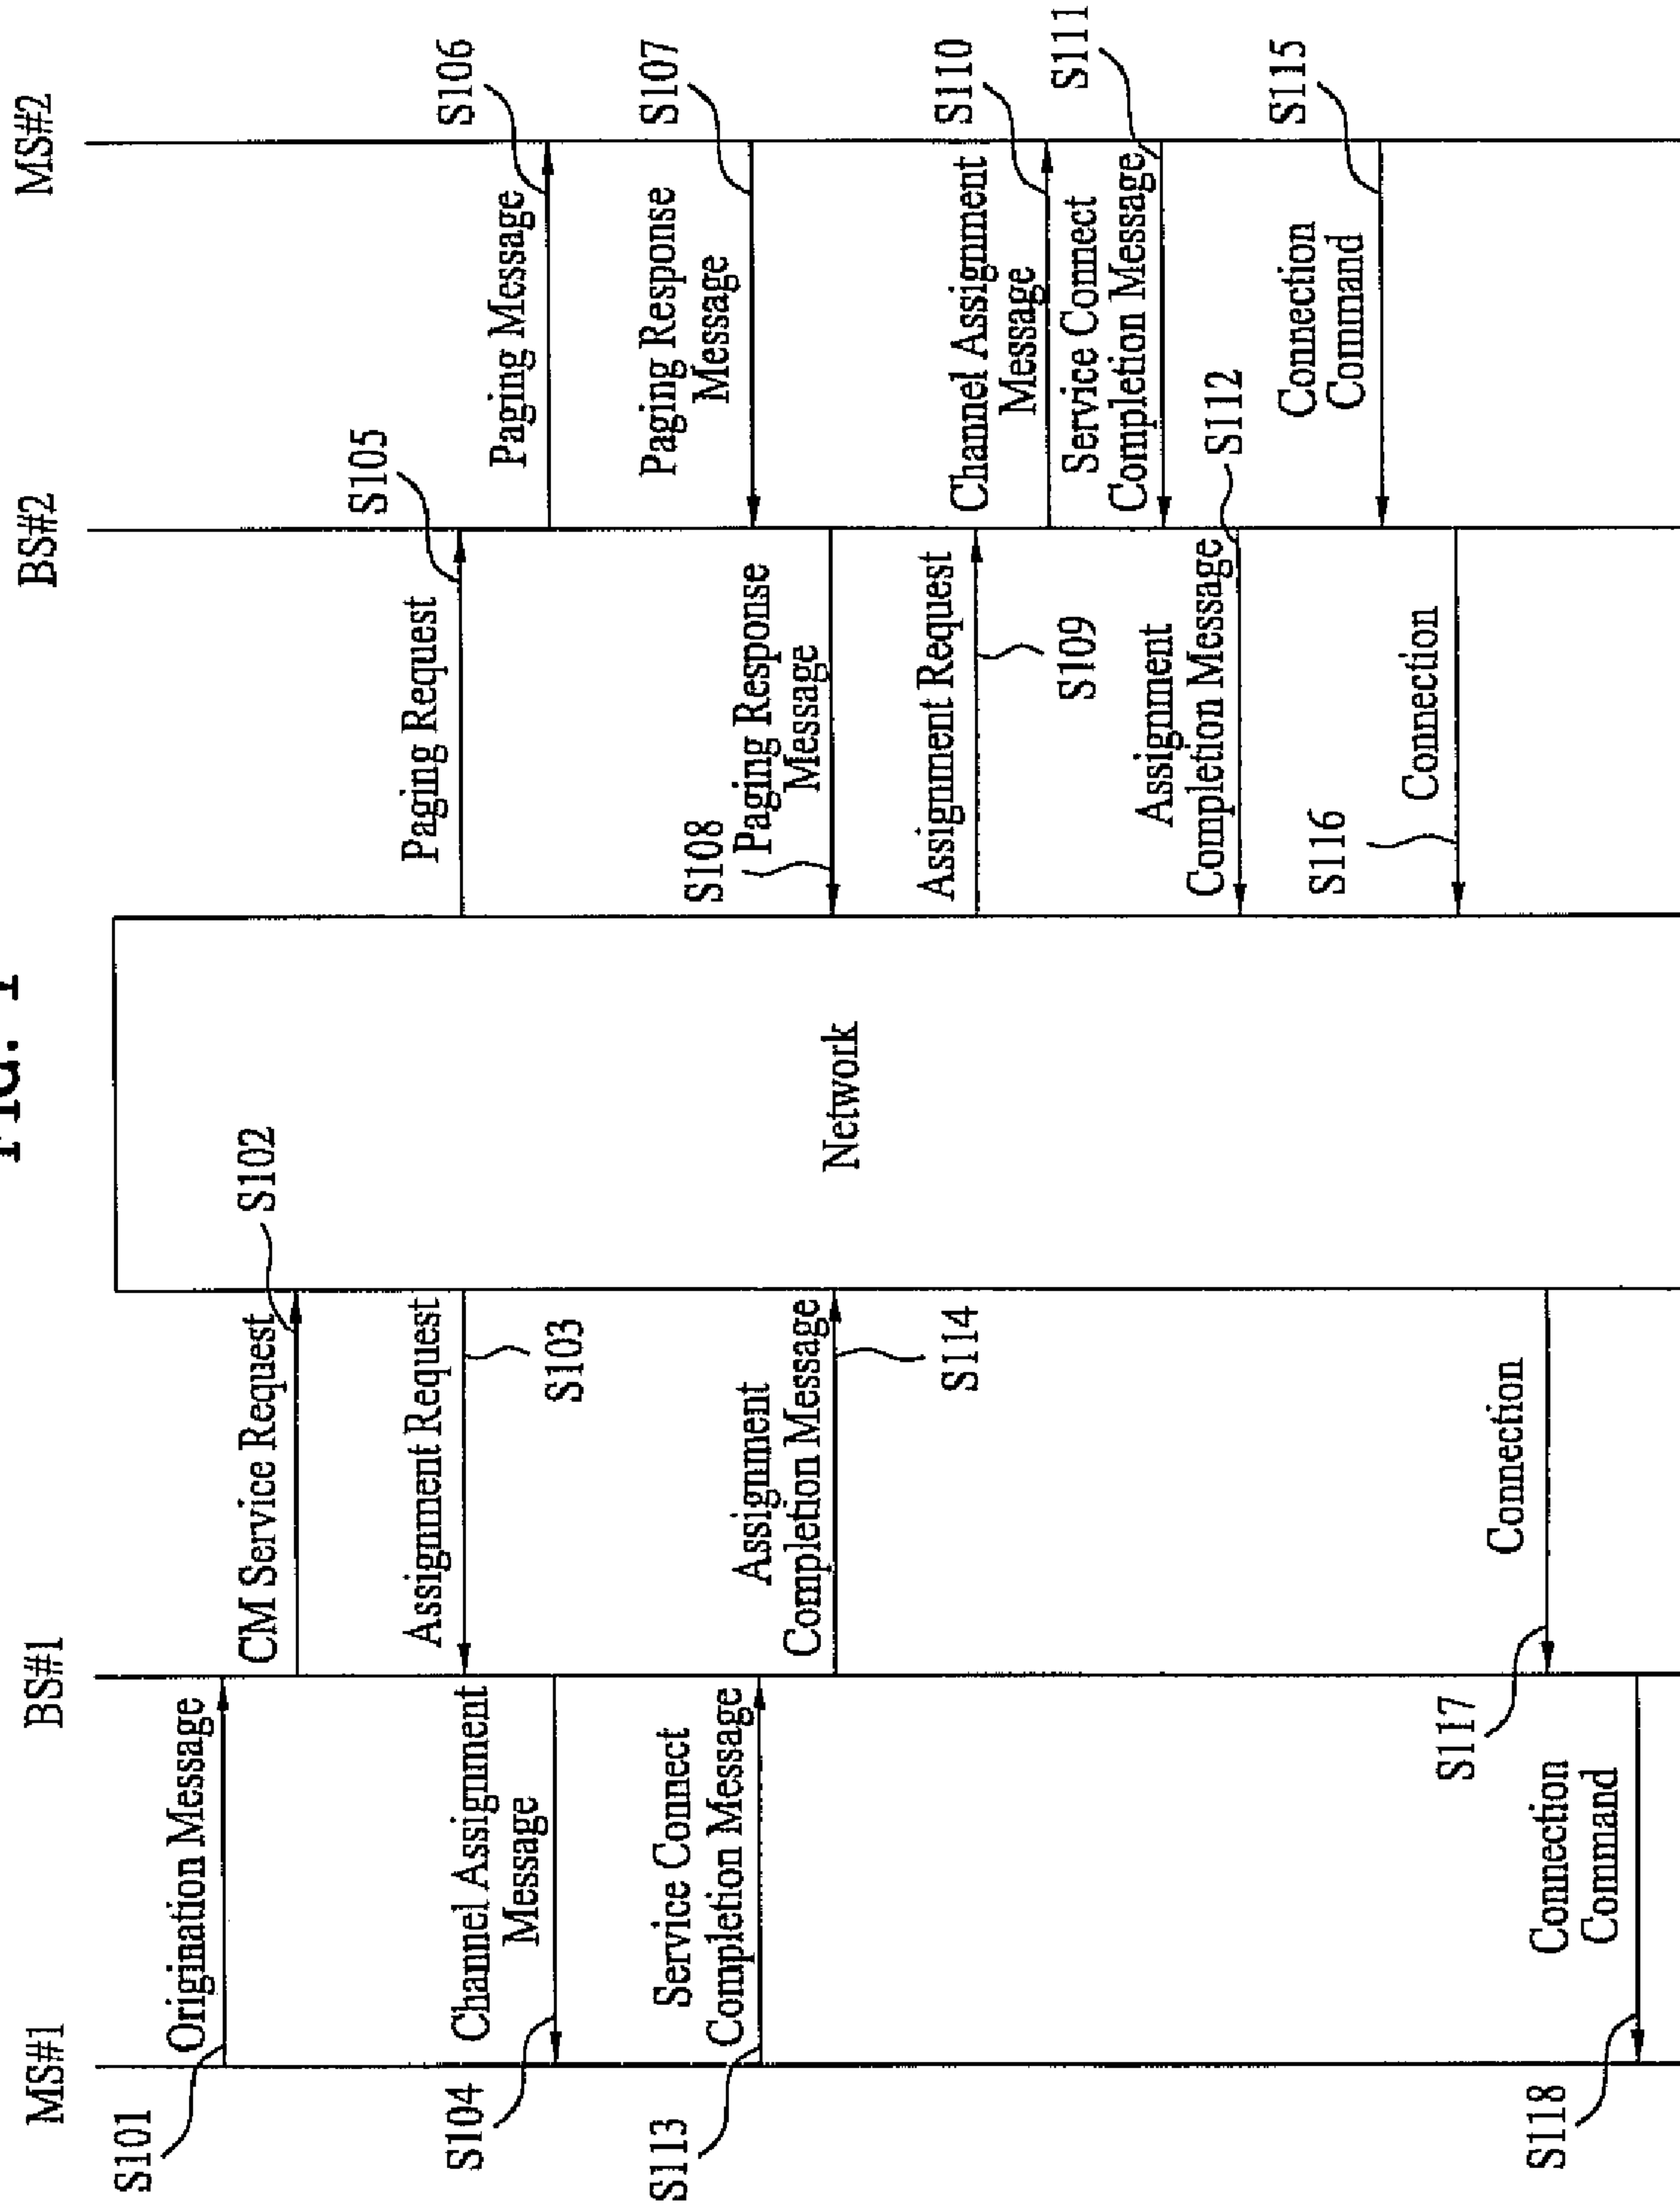 FIG. 1
MS#1
BS#1
BS#2
MS#2
S101
Origination Message
CM Service Request
S102
Assignment Request
S103
Paging Request
S105
Channel Assignment
Message
S104
Paging Message
S106
Service Connect
Completion Message
S113
Paging Response
Message
S107
Assignment
Completion Message
S114
Network
S108
Paging Response
Message
Assignment Request
S109
Channel Assignment
Message
S110
Service Connect
Completion Message
S111
Assignment
Completion Message
S112
Connection
Command
S115
S116
Connection
Connection
S117
Connection
Command
S118